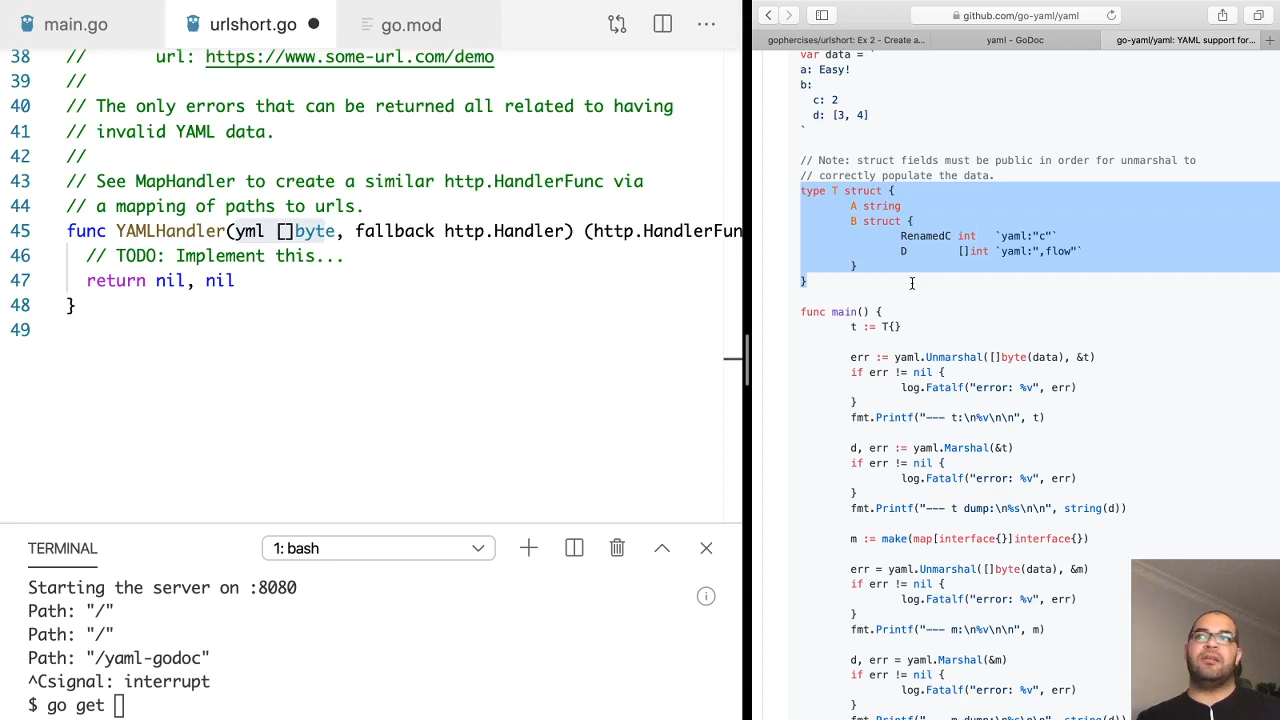 main.go
urlshort.go
go.mod
38 // url: https://www.some-url.com/demo
39 //
40 // The only errors that can be returned all related to having
41 // invalid YAML data.
42 //
43 // See MapHandler to create a similar http.HandlerFunc via
44 // a mapping of paths to urls.
45 func YAMLHandler(yml []byte, fallback http.Handler) (http.HandlerFun
46 // TODO: Implement this...
47 return nil, nil
48 }
49
TERMINAL
1: bash
Starting the server on :8080
Path: "/"
Path: "/"
Path: "/yaml-godoc"
^Csignal: interrupt
$ go get
github.com/go-yaml/yaml
gophercises/urlshort: Ex 2 - Create a...
yaml - GoDoc
go-yaml/yaml: YAML support for...
var data = `
a: Easy!
b:
c: 2
d: [3, 4]
`
// Note: struct fields must be public in order for unmarshal to
// correctly populate the data.
type T struct {
A string
B struct {
RenamedC int `yaml:"c"`
D []int `yaml:",flow"`
}
}
func main() {
t := T{}
err := yaml.Unmarshal([]byte(data), &t)
if err != nil {
log.Fatalf("error: %v", err)
}
fmt.Printf("--- t:\n%v\n\n", t)
d, err := yaml.Marshal(&t)
if err != nil {
log.Fatalf("error: %v", err)
}
fmt.Printf("--- t dump:\n%s\n\n", string(d))
m := make(map[interface{}]interface{})
err = yaml.Unmarshal([]byte(data), &m)
if err != nil {
log.Fatalf("error: %v", err)
}
fmt.Printf("--- m:\n%v\n\n", m)
d, err = yaml.Marshal(&m)
if err != nil {
log.Fatalf("error: %v", err)
}
fmt.Printf("--- m dump:\n%s\n\n", string(d))